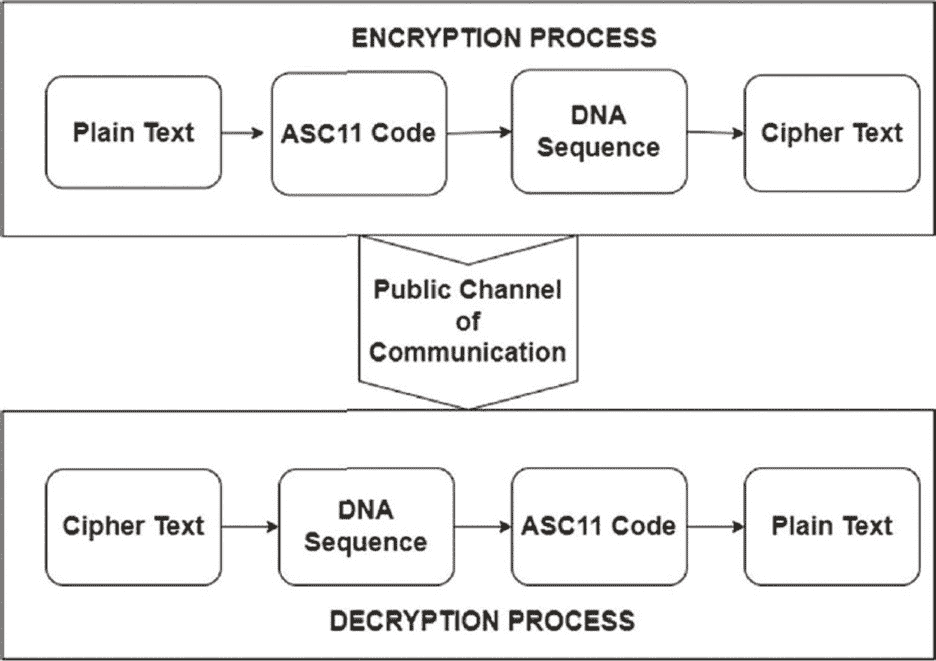 ENCRYPTION PROCESS
Plain Text
ASC11 Code
DNA
Sequence
Cipher Text
Public Channel
of
Communication
Cipher Text
DNA
Sequence
ASC11 Code
Plain Text
DECRYPTION PROCESS